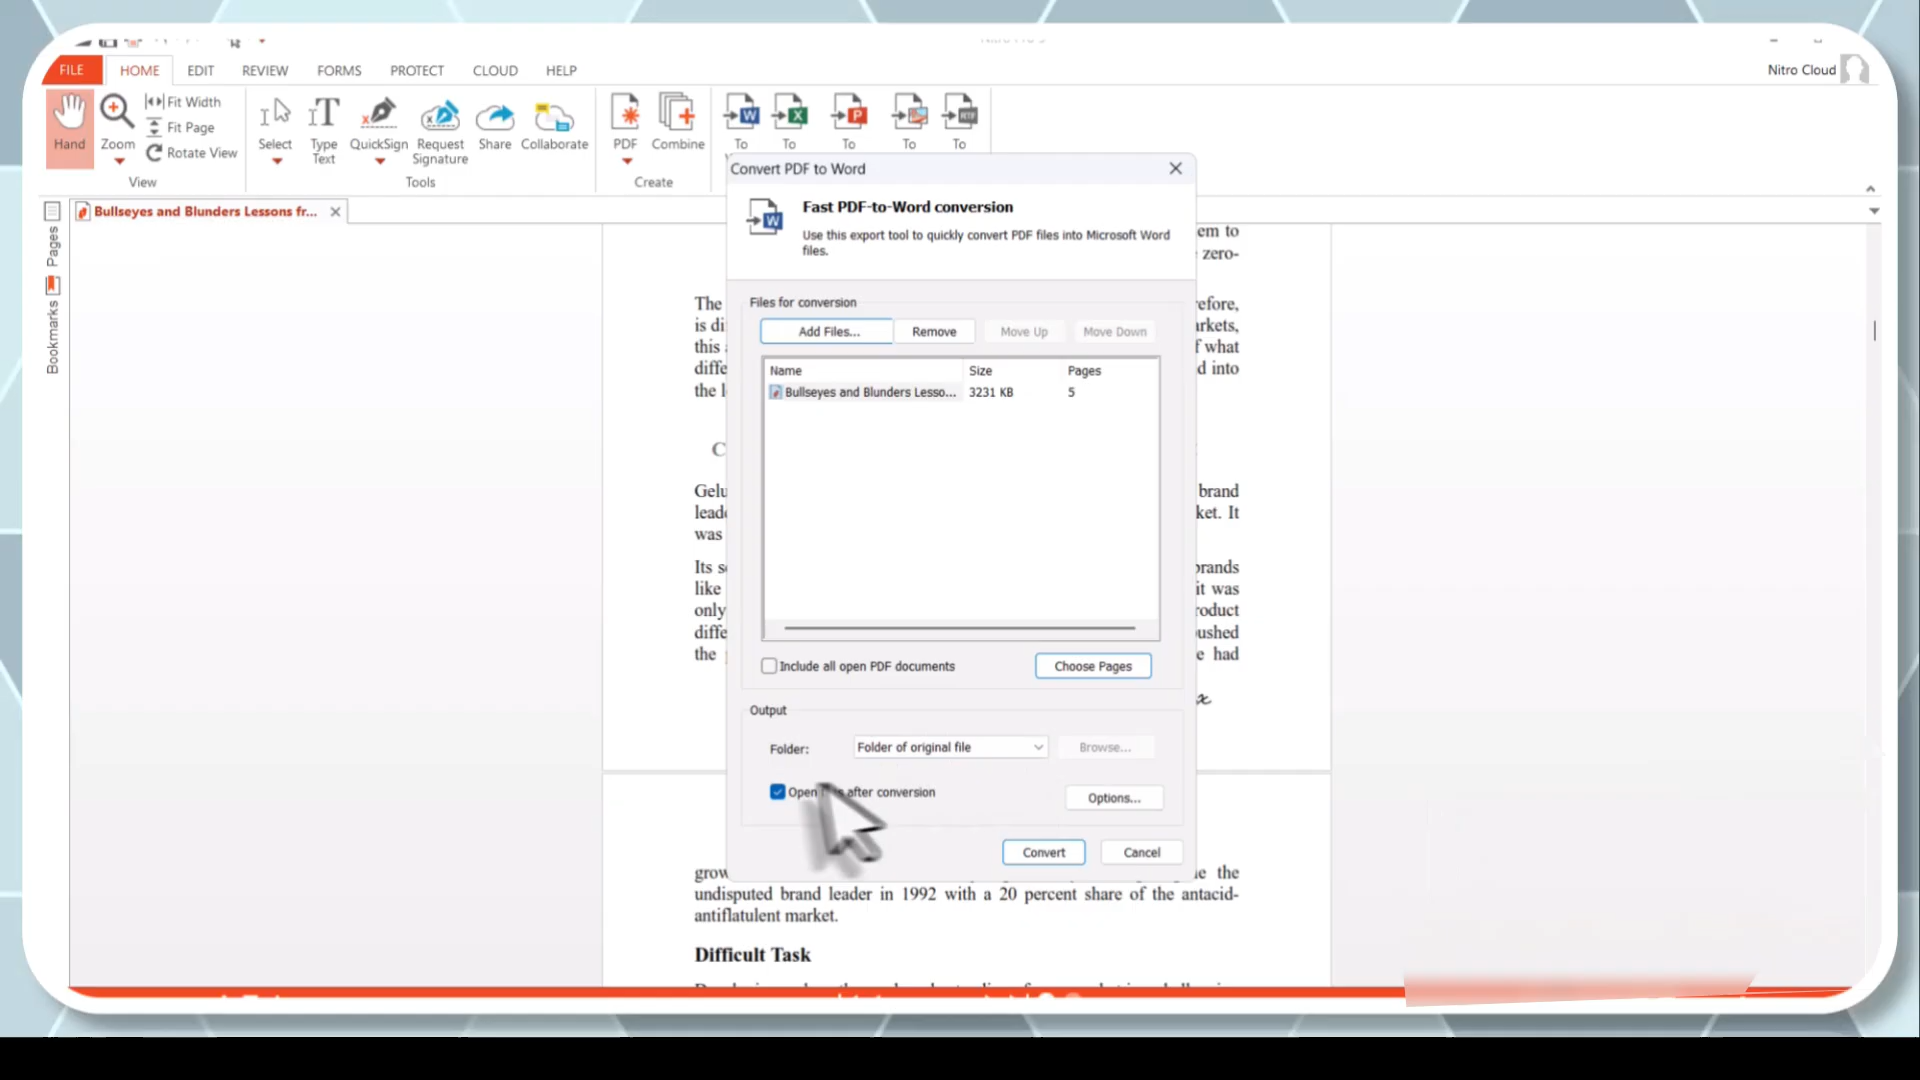 FILE HOME EDIT REVIEW FORMS PROTECT CLOUD HELP
Nitro Cloud
Hand
Zoom
Fit Width
Fit Page
Rotate View
View
Select
Type
Text
QuickSign
Request
Signature
Share
Collaborate
Tools
PDF
Combine
Create
To To To To To
Bullseyes and Blunders Lessons fr...
Pages
Bookmarks
Convert PDF to Word
Fast PDF-to-Word conversion
Use this export tool to quickly convert PDF files into Microsoft Word
files.
Files for conversion
Add Files... Remove Move Up Move Down
Name Size Pages
Bullseyes and Blunders Lesso... 3231 KB 5
Include all open PDF documents
Choose Pages
Output
Folder: Folder of original file Browse...
Open after conversion
Options...
Convert Cancel
em to
zero-
The efore,
is di rkets,
this f what
diffe d into
the l
C
Gelu brand
lead ket. It
was
Its s brands
like it was
only roduct
diffe ushed
the e had
grow e the
undisputed brand leader in 1992 with a 20 percent share of the antacid-
antiflatulent market.
Difficult Task